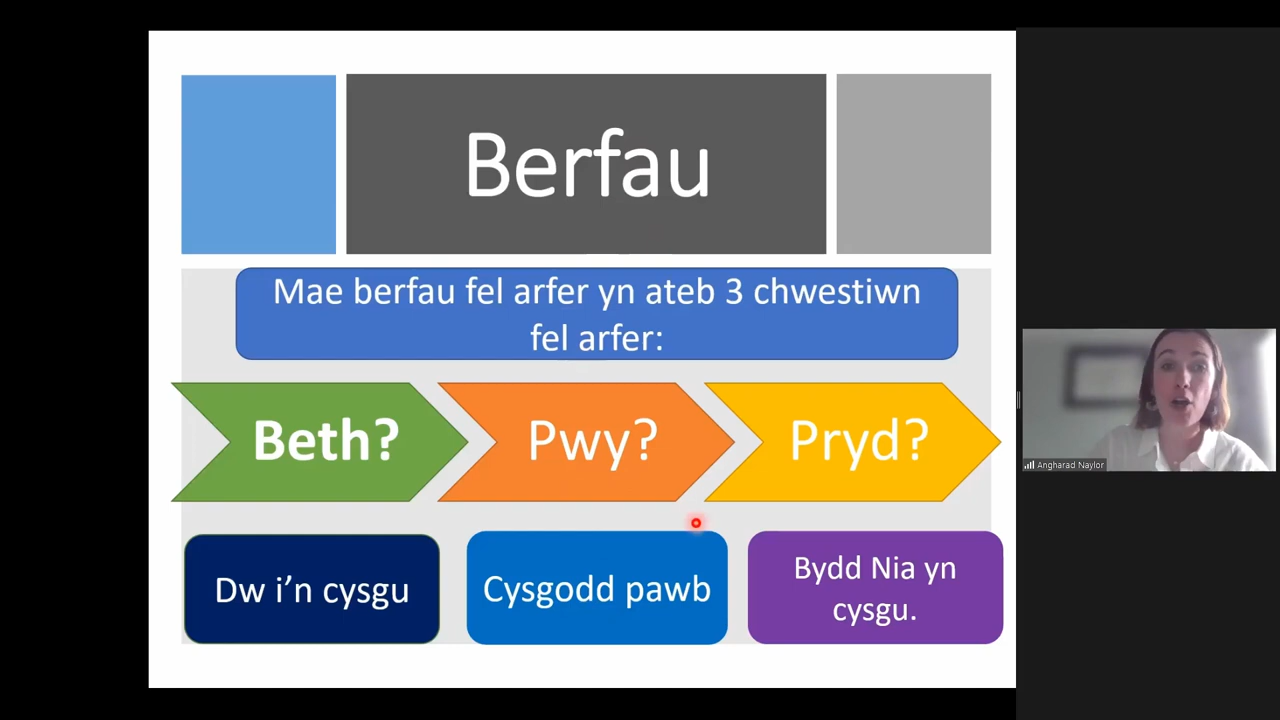 Berfau
Mae berfau fel arfer yn ateb 3 chwestiwn
fel arfer:
Beth?
Pwy?
Pryd?
Dw i’n cysgu
Cysgodd pawb
Bydd Nia yn
cysgu.
Angharad Naylor